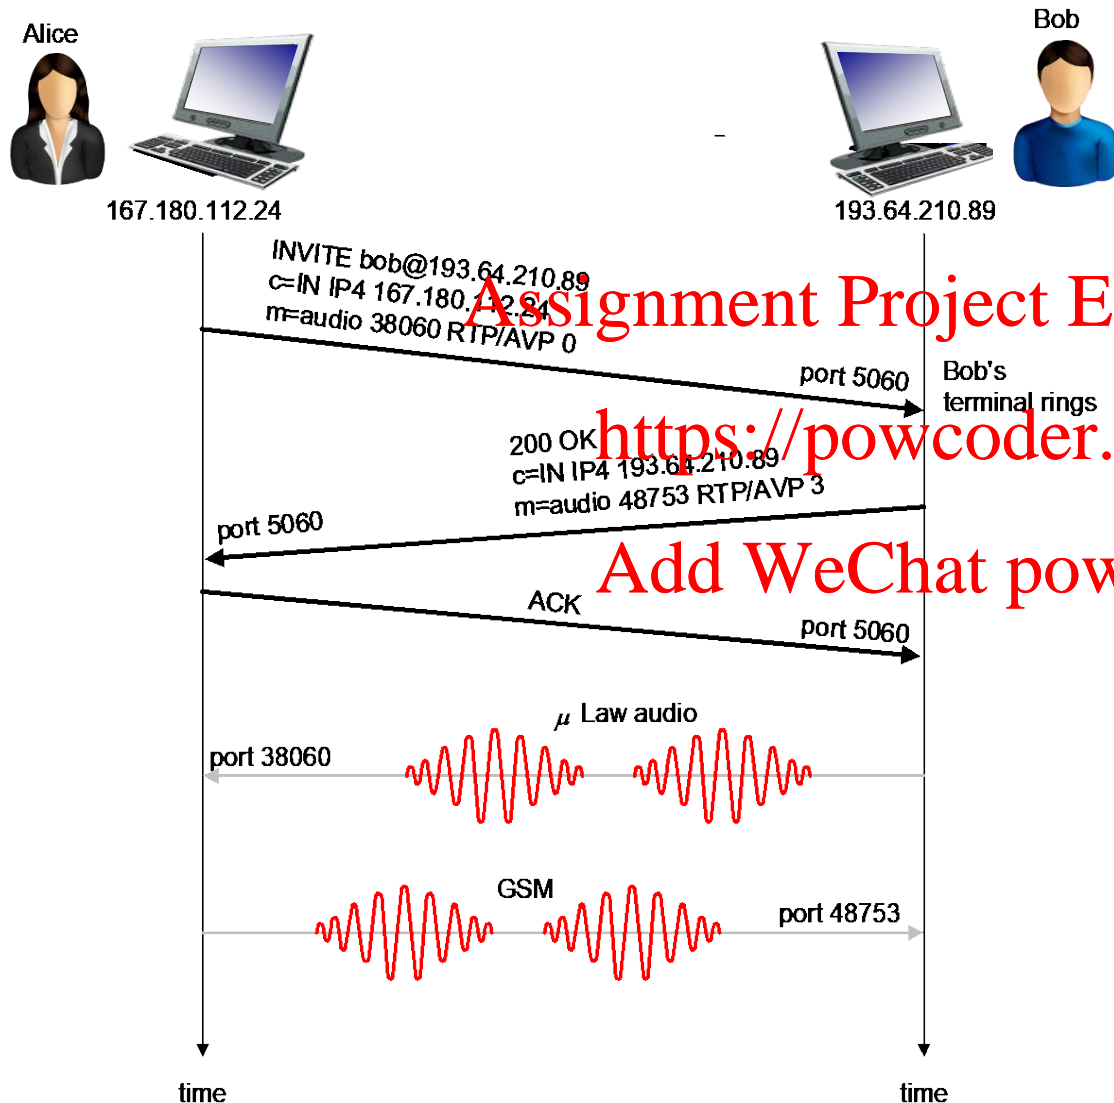 Alice
Bob
167.180.112.24
193.64.210.89
INVITE bob@193.64.210.89
c=IN IP4 167.180.112.24
m=audio 38060 RTP/AVP 0
Assignment Project E
port 5060
Bob's
terminal rings
200 OK
c=IN IP4 193.64.210.89
m=audio 48753 RTP/AVP 3
https://powcoder.
port 5060
Add WeChat pow
ACK
port 5060
μ Law audio
port 38060
GSM
port 48753
time
time